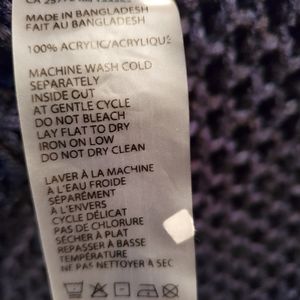 MADE IN BANGLADESH
FAIT AU BANGLADESH
100% ACRYLIC/ACRYLIQUE
MACHINE WASH COLD
SEPARATELY
INSIDE OUT
AT GENTLE CYCLE
DO NOT BLEACH
LAY FLAT TO DRY
IRON ON LOW
DO NOT DRY CLEAN
LAVER À LA MACHINE
À L'EAU FROIDE
SÉPARÉMENT
À L'ENVERS
CYCLE DÉLICAT
PAS DE CHLORURE
SÉCHER À PLAT
REPASSER À BASSE
TEMPÉRATURE
NE PAS NETTOYER À SEC